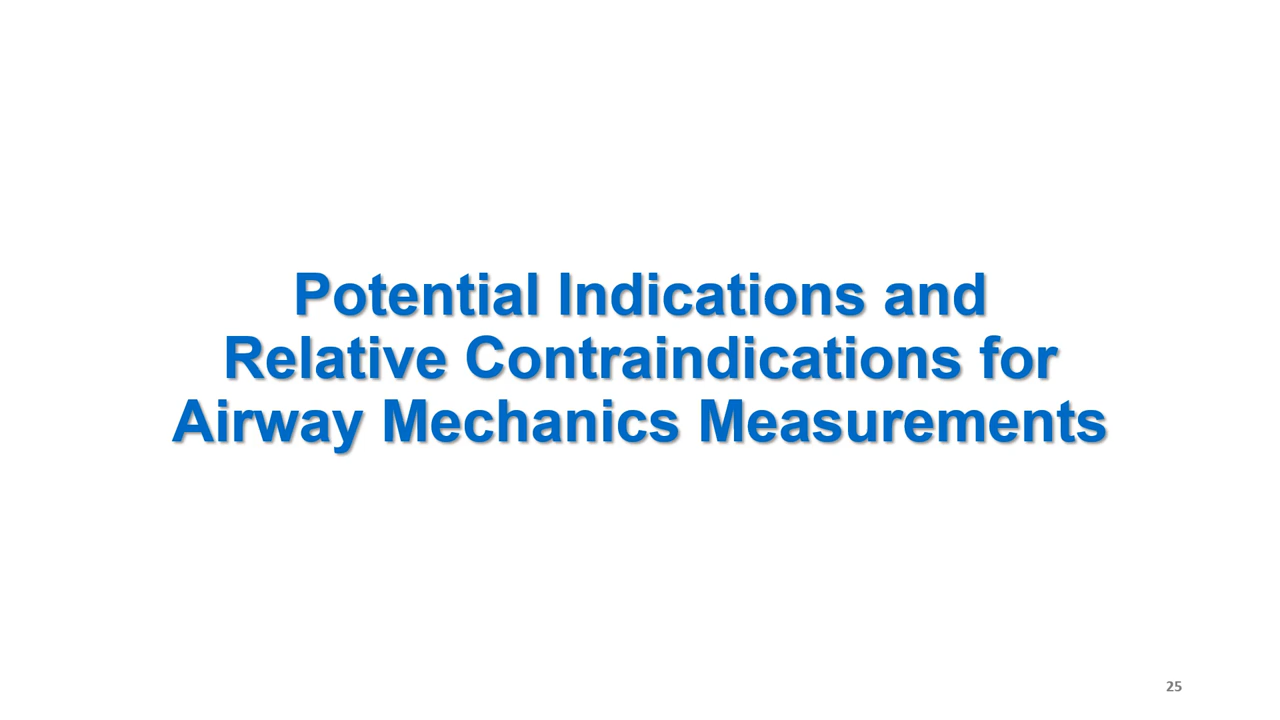 Potential Indications and
Relative Contraindications for
Airway Mechanics Measurements
25